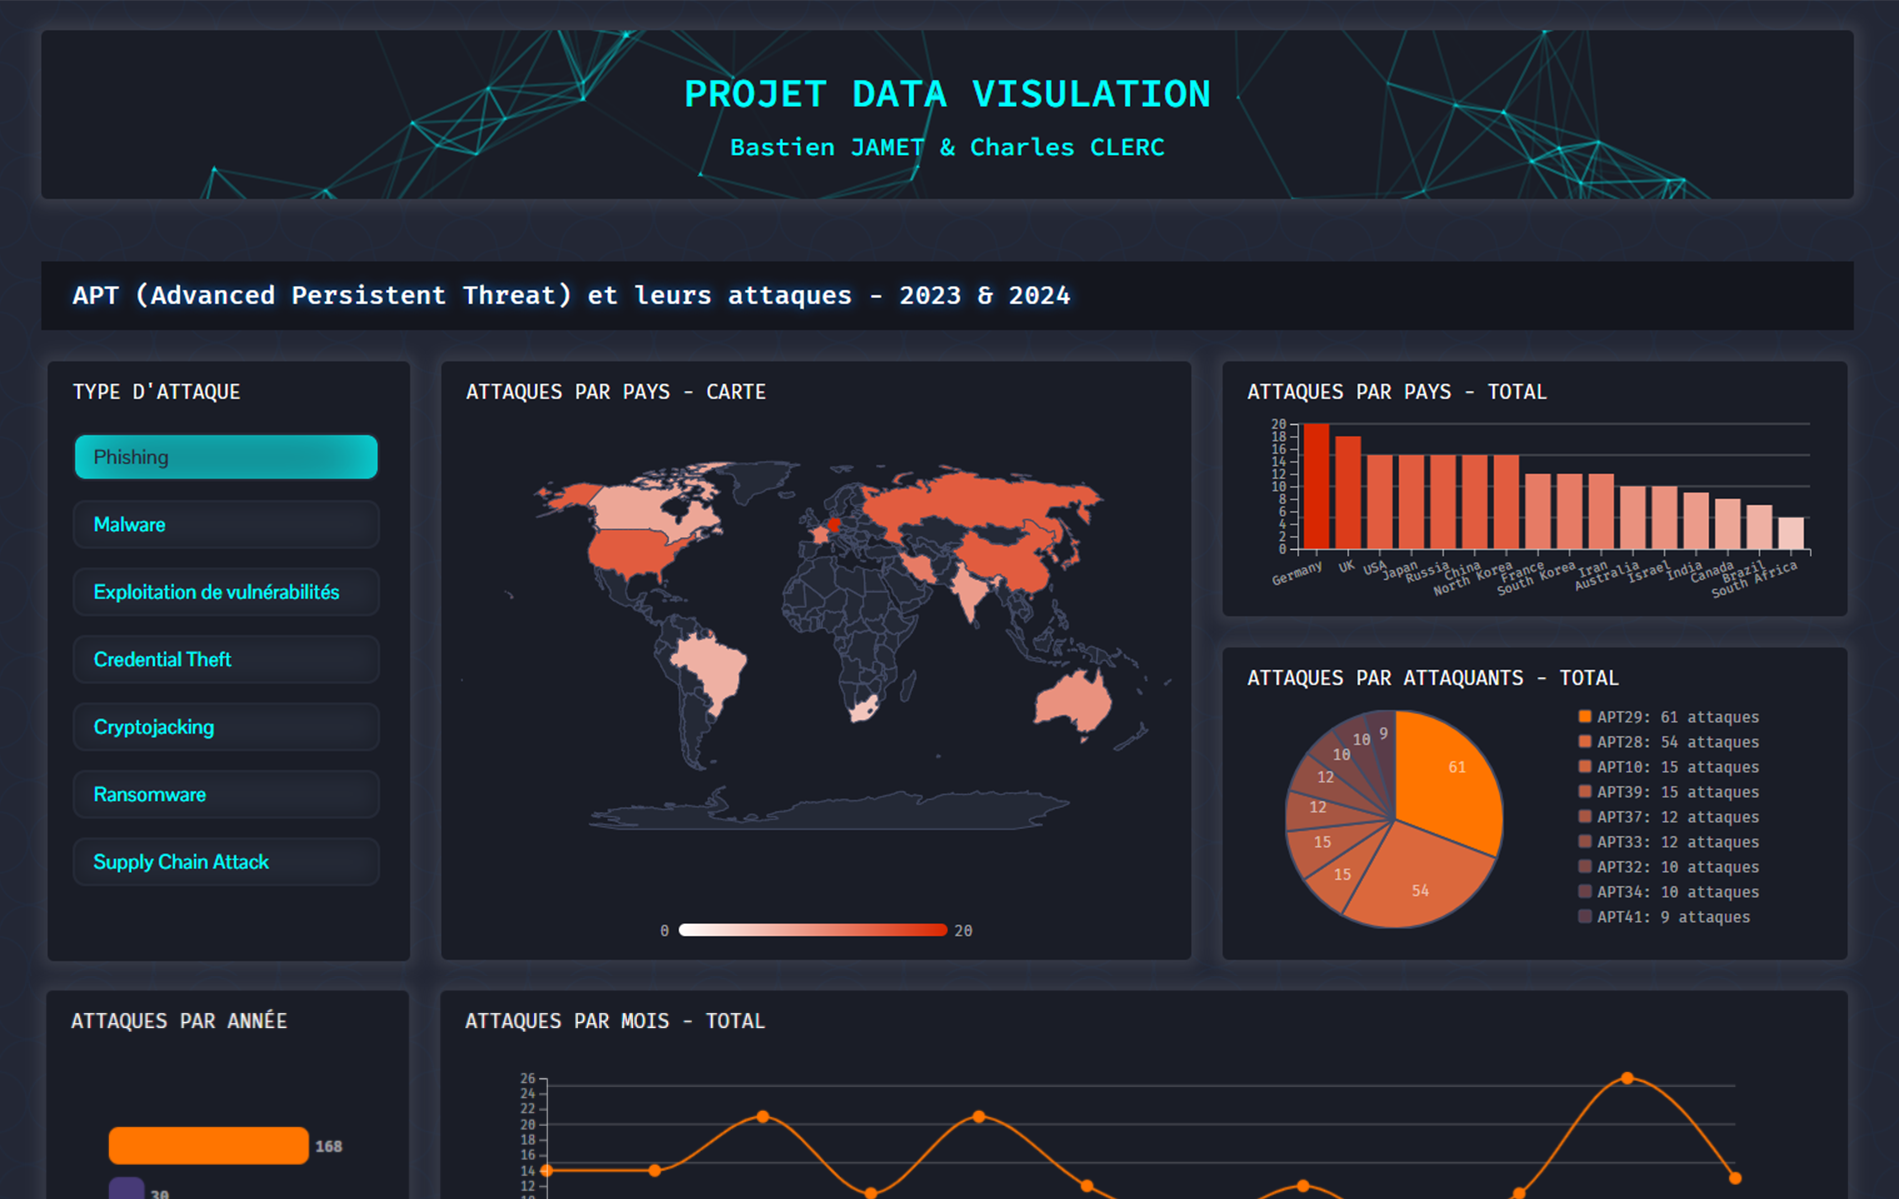 PROJET DATA VISULATION
Bastien JAMET & Charles CLERC
APT (Advanced Persistent Threat) et leurs attaques - 2023 & 2024
TYPE D'ATTAQUE
Phishing
Malware
Exploitation de vulnérabilités
Credential Theft
Cryptojacking
Ransomware
Supply Chain Attack
ATTAQUES PAR PAYS - CARTE
0 20
ATTAQUES PAR PAYS - TOTAL
20
18
16
14
12
10
8
6
4
2
0
Germany UK USA Japan Russia China North Korea France South Korea Iran Australia Israel India Canada Brazil South Africa
ATTAQUES PAR ATTAQUANTS - TOTAL
61
54
15
15
12
12
10
10
9
APT29: 61 attaques
APT28: 54 attaques
APT10: 15 attaques
APT39: 15 attaques
APT37: 12 attaques
APT33: 12 attaques
APT32: 10 attaques
APT34: 10 attaques
APT41: 9 attaques
ATTAQUES PAR ANNÉE
168
30
ATTAQUES PAR MOIS - TOTAL
26
24
22
20
18
16
14
12
10